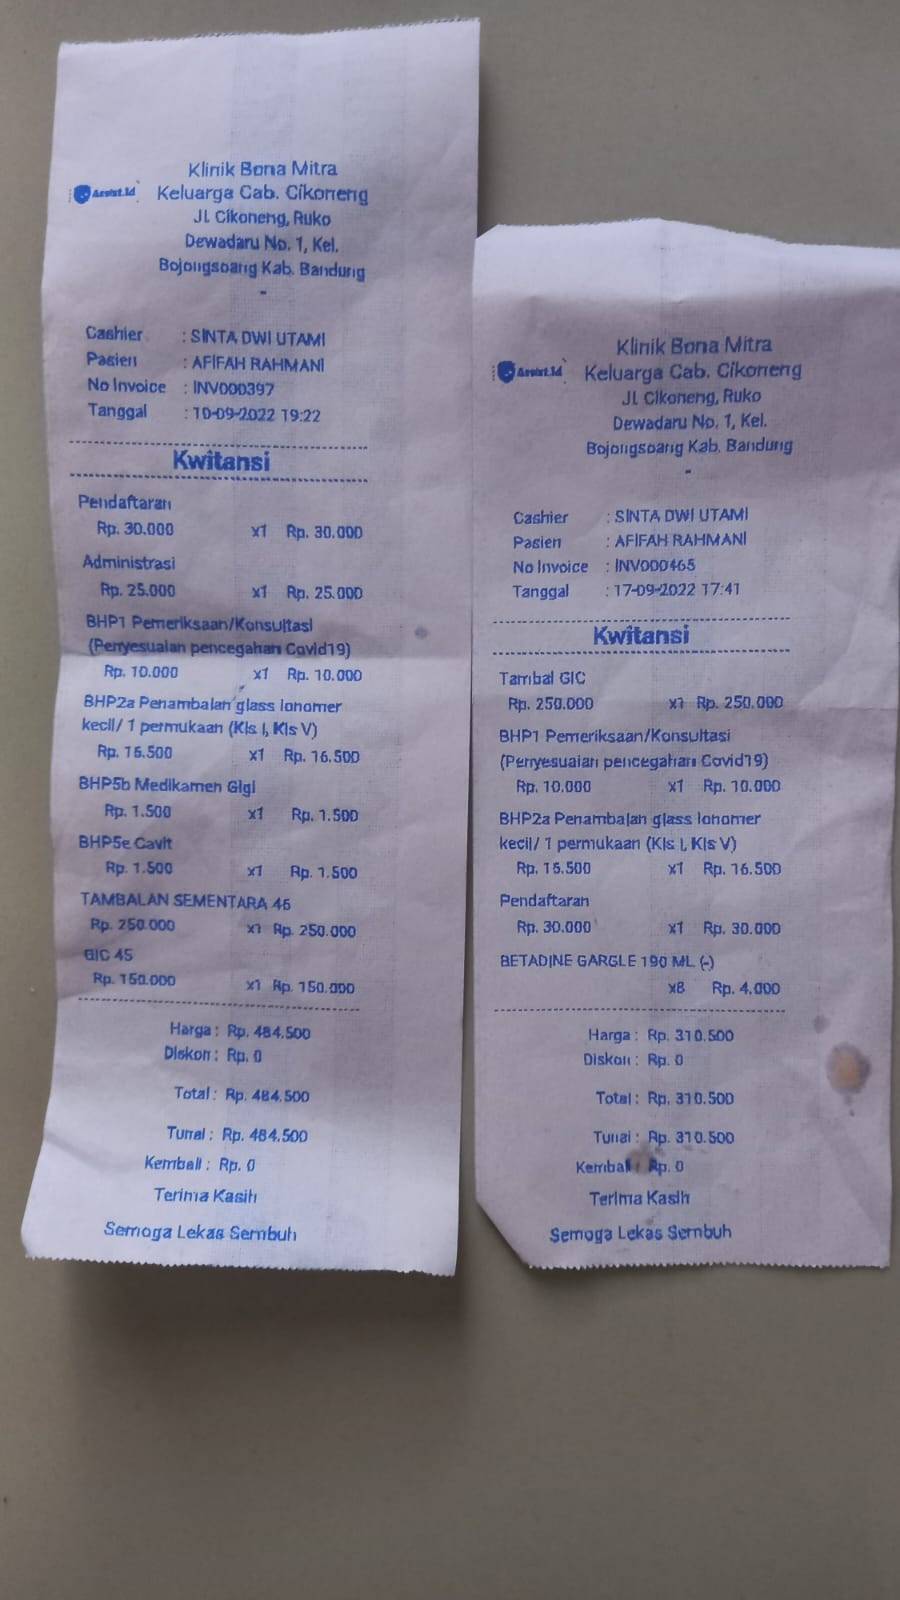 Klinik Bona Mitra
Assist.id Keluarga Cab. Cikoneng
Jl. Cikoneng, Ruko
Dewadaru No. 1, Kel.
Bojongsoang Kab. Bandung
-
Cashier : SINTA DWI UTAMI
Pasien : AFIFAH RAHMANI
No Invoice : INV000397
Tanggal : 10-09-2022 19:22
Kwitansi
Pendaftaran
Rp. 30.000 x1 Rp. 30.000
Administrasi
Rp. 25.000 x1 Rp. 25.000
BHP1 Pemeriksaan/Konsultasi
(Penyesuaian pencegahan Covid19)
Rp. 10.000 x1 Rp. 10.000
BHP2a Penambalan glass Ionomer
kecil/ 1 permukaan (Kls I, Kls V)
Rp. 16.500 x1 Rp. 16.500
BHP5b Medikamen Gigi
Rp. 1.500 x1 Rp. 1.500
BHP5e Cavit
Rp. 1.500 x1 Rp. 1.500
TAMBALAN SEMENTARA 46
Rp. 250.000 x1 Rp. 250.000
GIC 45
Rp. 150.000 x1 Rp. 150.000
Harga : Rp. 484.500
Diskon : Rp. 0
Total : Rp. 484.500
Tunai : Rp. 484.500
Kembali : Rp. 0
Terima Kasih
Semoga Lekas Sembuh
Klinik Bona Mitra
Assist.id Keluarga Cab. Cikoneng
Jl. Cikoneng, Ruko
Dewadaru No. 1, Kel.
Bojongsoang Kab. Bandung
-
Cashier : SINTA DWI UTAMI
Pasien : AFIFAH RAHMANI
No Invoice : INV000465
Tanggal : 17-09-2022 17:41
Kwitansi
Tambal GIC
Rp. 250.000 x1 Rp. 250.000
BHP1 Pemeriksaan/Konsultasi
(Penyesuaian pencegahan Covid19)
Rp. 10.000 x1 Rp. 10.000
BHP2a Penambalan glass Ionomer
kecil/ 1 permukaan (Kls I, Kls V)
Rp. 16.500 x1 Rp. 16.500
Pendaftaran
Rp. 30.000 x1 Rp. 30.000
BETADINE GARGLE 190 ML (-)
x8 Rp. 4.000
Harga : Rp. 310.500
Diskon : Rp. 0
Total : Rp. 310.500
Tunai : Rp. 310.500
Kembali : Rp. 0
Terima Kasih
Semoga Lekas Sembuh